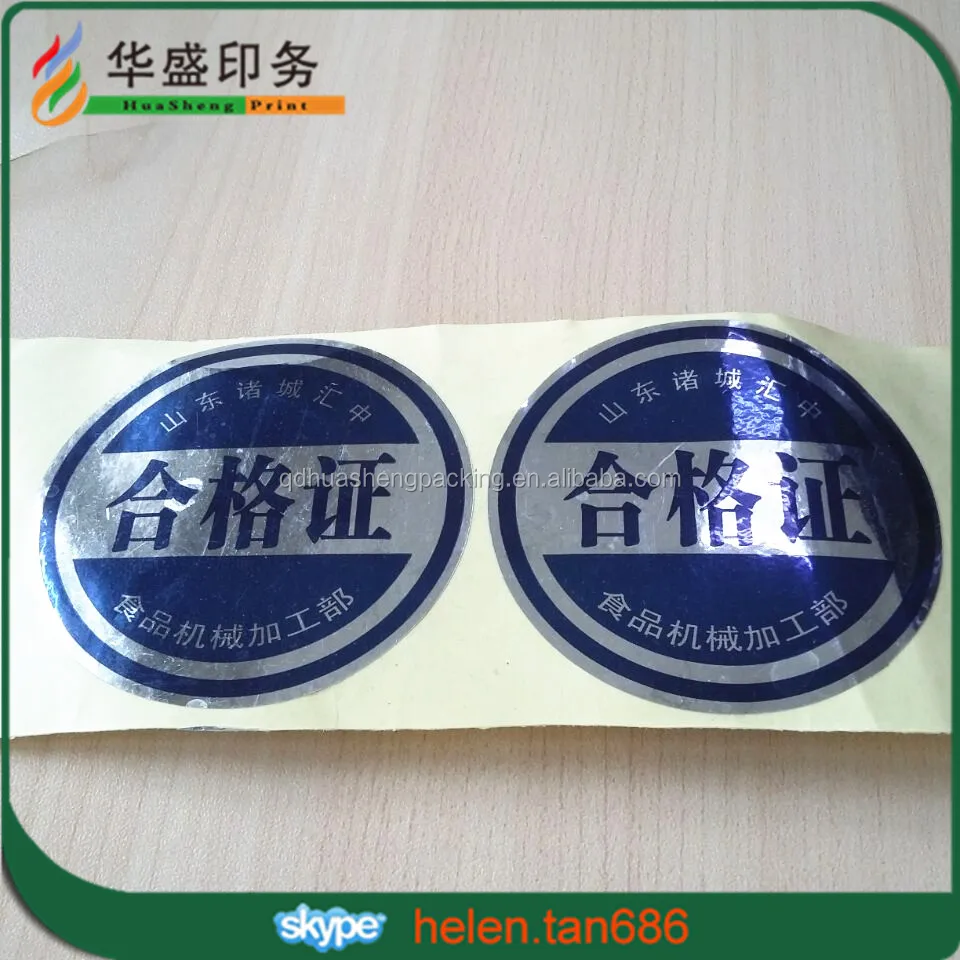 华盛印务
HuaSheng Print
山东诸城汇中
合格证
食品机械加工部
山东诸城汇中
合格证
食品机械加工部
qdhuashengpacking.en.alibaba.com
skype helen.tan686